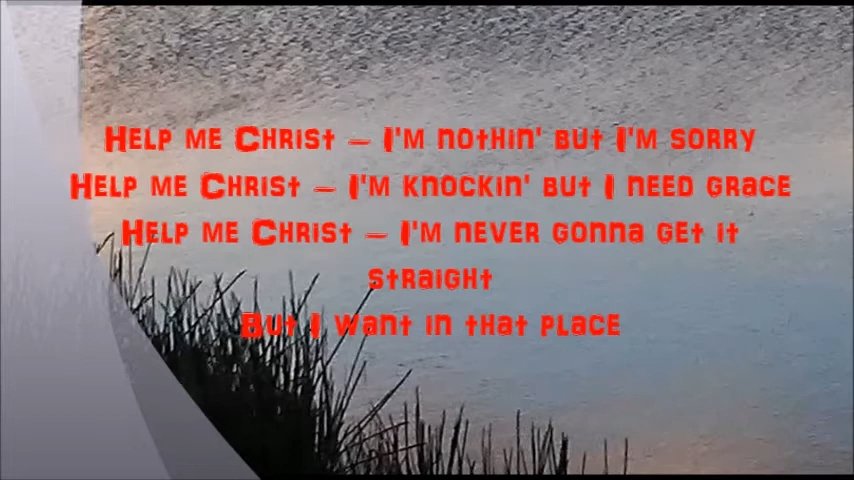 Help me Christ – I'm nothin' but I'm sorry
Help me Christ – I'm knockin' but I need grace
Help me Christ – I'm never gonna get it
straight
But I want in that place